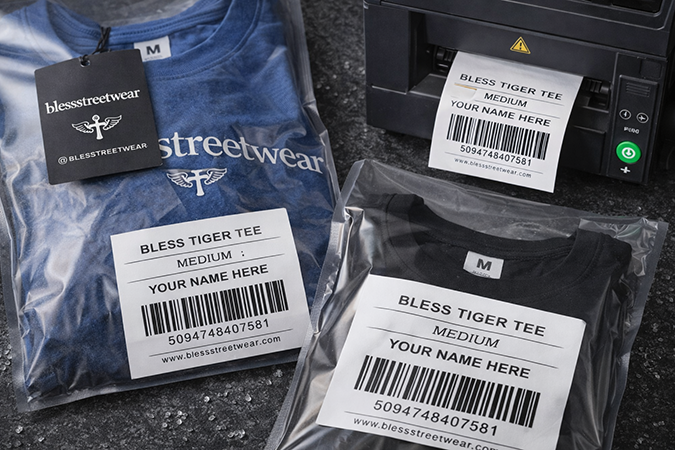 blessstreetwear
@BLESSSTREETWEAR
M
streetwear
BLESS TIGER TEE
MEDIUM :
YOUR NAME HERE
5094748407581
www.blessstreetwear.com
BLESS TIGER TEE
MEDIUM
YOUR NAME HERE
5094748407581
www.blessstreetwear.com
M
BLESS TIGER TEE
MEDIUM
YOUR NAME HERE
5094748407581
www.blessstreetwear.com